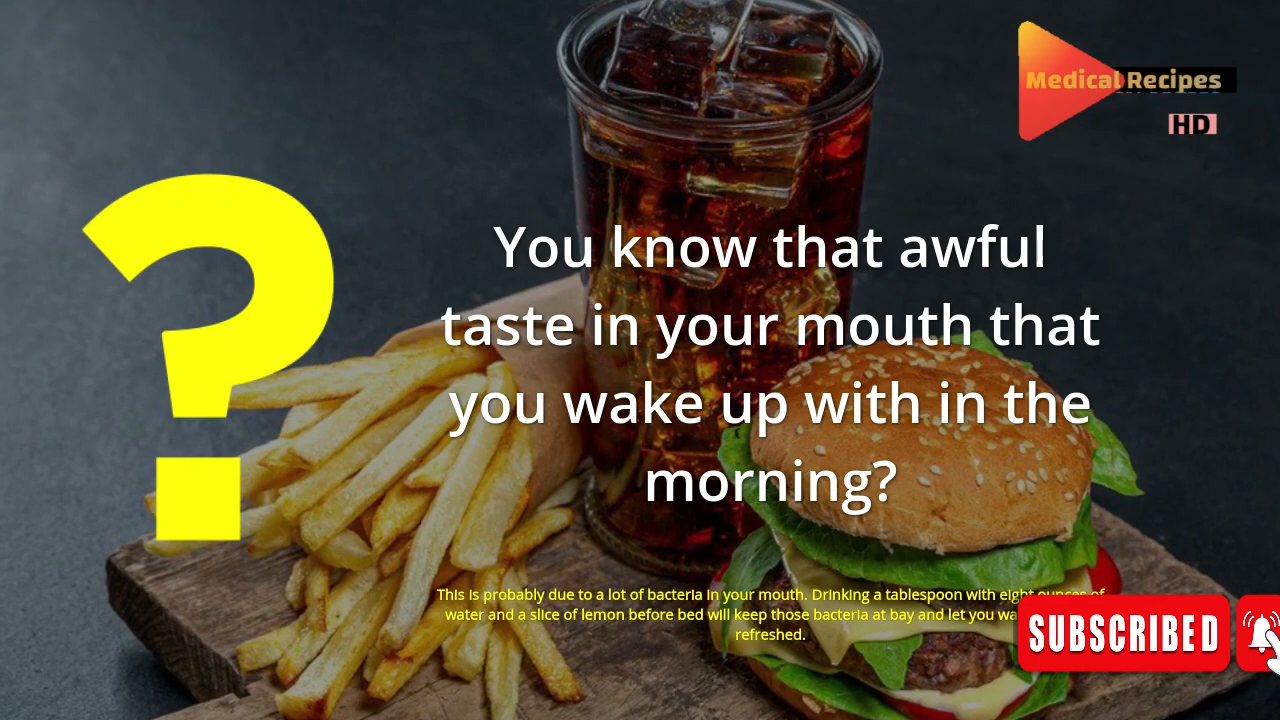 Medical Recipes
HD
You know that awful
taste in your mouth that
you wake up with in the
morning?
?
This is probably due to a lot of bacteria in your mouth. Drinking a tablespoon with eight ounces of
water and a slice of lemon before bed will keep those bacteria at bay and let you wa
refreshed.
SUBSCRIBED